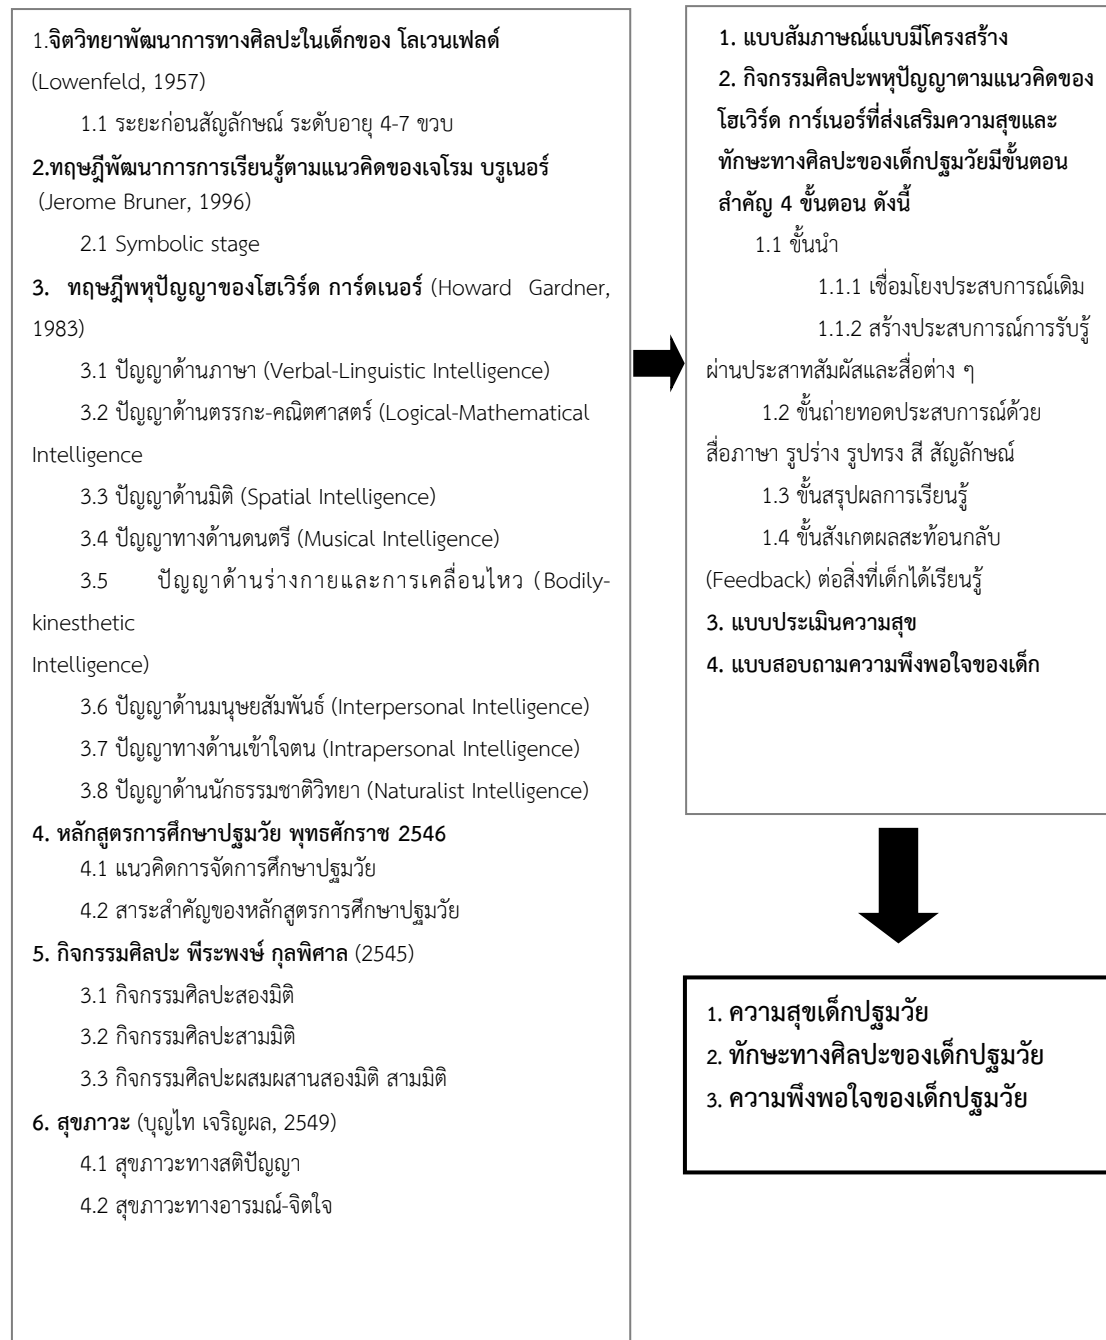 1.จิตวิทยาพัฒนาการทางศิลปะในเด็กของ โลเวนเฟลด์
(Lowenfeld, 1957)
1.1 ระยะก่อนสัญลักษณ์ ระดับอายุ 4-7 ขวบ
2.ทฤษฎีพัฒนาการการเรียนรู้ตามแนวคิดของเจโรม บรูเนอร์
(Jerome Bruner, 1996)
2.1 Symbolic stage
3. ทฤษฎีพหุปัญญาของโฮเวิร์ด การ์ดเนอร์ (Howard Gardner,
1983)
3.1 ปัญญาด้านภาษา (Verbal-Linguistic Intelligence)
3.2 ปัญญาด้านตรรกะ-คณิตศาสตร์ (Logical-Mathematical
Intelligence
3.3 ปัญญาด้านมิติ (Spatial Intelligence)
3.4 ปัญญาทางด้านดนตรี (Musical Intelligence)
3.5 ปัญญาด้านร่างกายและการเคลื่อนไหว (Bodily-
kinesthetic
Intelligence)
3.6 ปัญญาด้านมนุษยสัมพันธ์ (Interpersonal Intelligence)
3.7 ปัญญาทางด้านเข้าใจตน (Intrapersonal Intelligence)
3.8 ปัญญาด้านนักธรรมชาติวิทยา (Naturalist Intelligence)
4. หลักสูตรการศึกษาปฐมวัย พุทธศักราช 2546
4.1 แนวคิดการจัดการศึกษาปฐมวัย
4.2 สาระสำคัญของหลักสูตรการศึกษาปฐมวัย
5. กิจกรรมศิลปะ พีระพงษ์ กุลพิศาล (2545)
3.1 กิจกรรมศิลปะสองมิติ
3.2 กิจกรรมศิลปะสามมิติ
3.3 กิจกรรมศิลปะผสมผสานสองมิติ สามมิติ
6. สุขภาวะ (บุญไท เจริญผล, 2549)
4.1 สุขภาวะทางสติปัญญา
4.2 สุขภาวะทางอารมณ์-จิตใจ
1. แบบสัมภาษณ์แบบมีโครงสร้าง
2. กิจกรรมศิลปะพหุปัญญาตามแนวคิดของ
โฮเวิร์ด การ์เนอร์ที่ส่งเสริมความสุขและ
ทักษะทางศิลปะของเด็กปฐมวัยมีขั้นตอน
สำคัญ 4 ขั้นตอน ดังนี้
1.1 ขั้นนำ
1.1.1 เชื่อมโยงประสบการณ์เดิม
1.1.2 สร้างประสบการณ์การรับรู้
ผ่านประสาทสัมผัสและสื่อต่าง ๆ
1.2 ขั้นถ่ายทอดประสบการณ์ด้วย
สื่อภาษา รูปร่าง รูปทรง สี สัญลักษณ์
1.3 ขั้นสรุปผลการเรียนรู้
1.4 ขั้นสังเกตผลสะท้อนกลับ
(Feedback) ต่อสิ่งที่เด็กได้เรียนรู้
3. แบบประเมินความสุข
4. แบบสอบถามความพึงพอใจของเด็ก
1. ความสุขเด็กปฐมวัย
2. ทักษะทางศิลปะของเด็กปฐมวัย
3. ความพึงพอใจของเด็กปฐมวัย